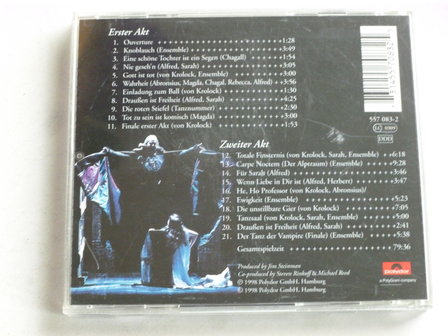 Erster Akt
1. Ouverture +1:28
2. Knoblauch (Ensemble) +3:49
3. Eine schöne Tochter ist ein Segen (Chagall) +1:54
4. Nie geseh'n (Alfred, Sarah) +3:05
5. Gott ist tot (von Krolock, Ensemble) +3:00
6. Wahrheit (Abronsius, Magda, Chagal, Rebecca, Alfred) +3:56
7. Einladung zum Ball (von Krolock) +3:00
8. Draußen ist Freiheit (Alfred, Sarah) +4:25
9. Die roten Stiefel (Tanznummer) +2:30
10. Tot zu sein ist komisch (Magda)
11. Finale erster Akt (von Krolock) +1:53
557 083-2
Zweiter Akt
12. Totale Finsternis (von Krolock, Sarah, Ensemble) +6:18
13. Carpe Noctem (Der Alptraum) (Ensemble) +9:28
14. Für Sarah (Alfred) +3:46
15. Wenn Liebe in Dir ist (Alfred, Herbert) +3:47
16. He, Ho Professor (von Krolock, Abronsius)/
17. Ewigkeit (Ensemble) +5:23
18. Die unstillbare Gier (von Krolock) +7:05
19. Tanzsaal (von Krolock, Sarah, Ensemble) +5:00
20. Draußen ist Freiheit (Alfred, Sarah) +2:41
21. Der Tanz der Vampire (Finale) (Ensemble) +5:38
Gesamtspielzeit 79:36
Produced by Jim Steinman
Co-produced by Steven Rinkoff & Michael Reed
℗ 1998 Polydor GmbH, Hamburg
© 1998 Polydor GmbH, Hamburg
polydor
a PolyGram company